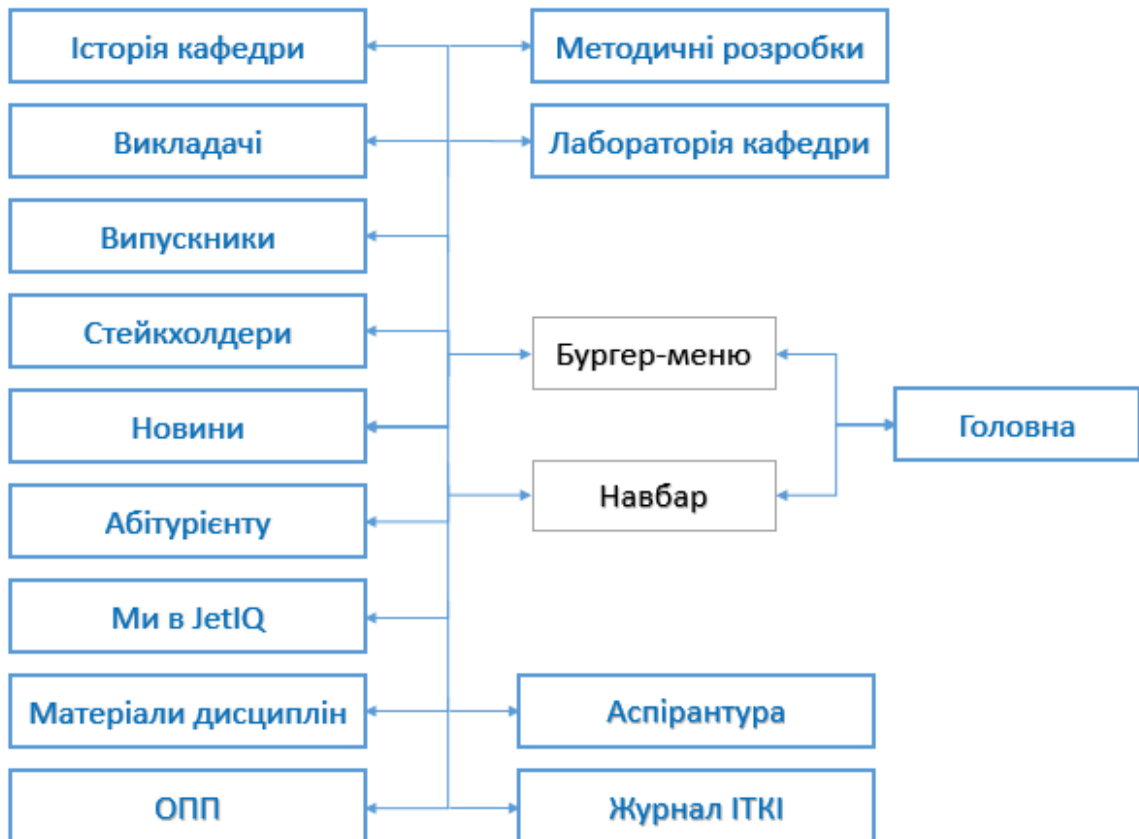 Історія кафедри
Методичні розробки
Викладачі
Лабораторія кафедри
Випускники
Стейкхолдери
Бургер-меню
Новини
Головна
Навбар
Абітурієнту
Ми в JetIQ
Матеріали дисциплін
Аспірантура
ОПП
Журнал ІТКІ